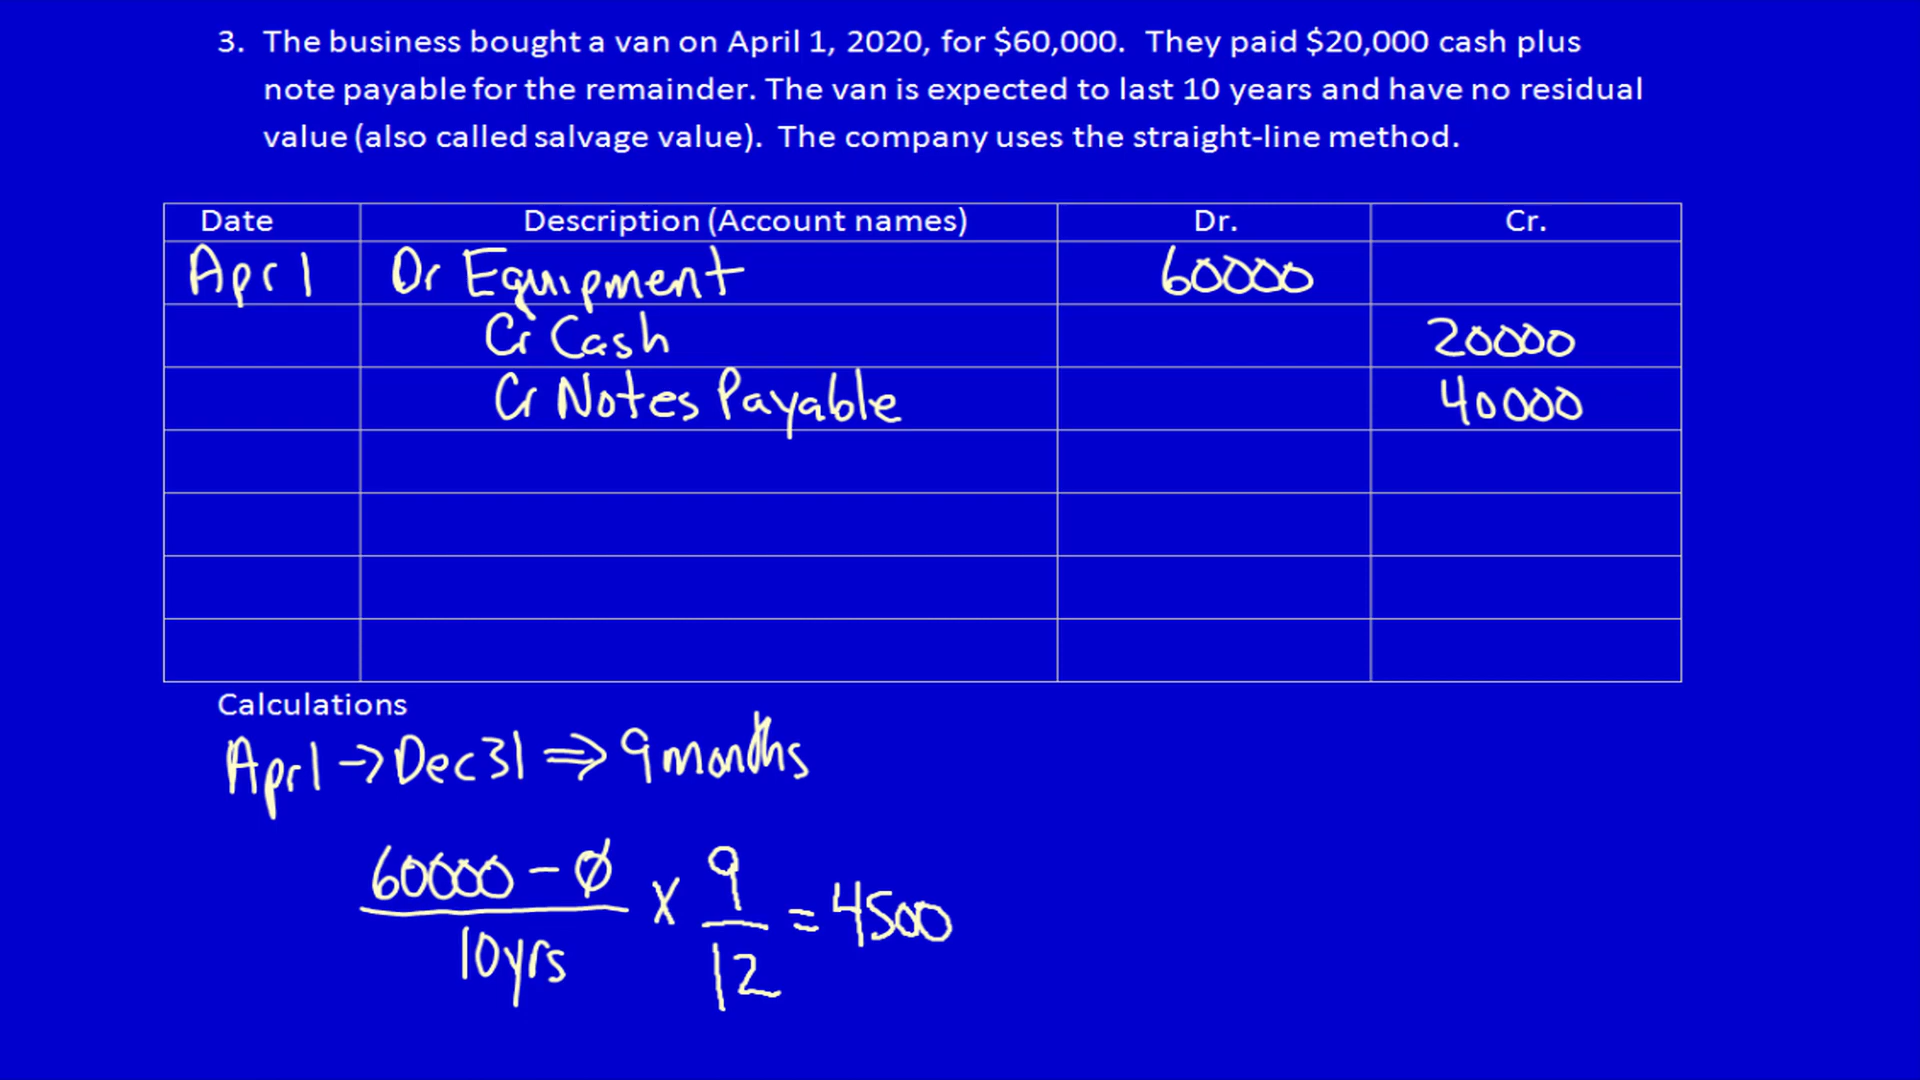 3. The business bought a van on April 1, 2020, for $60,000. They paid $20,000 cash plus
note payable for the remainder. The van is expected to last 10 years and have no residual
value (also called salvage value). The company uses the straight-line method.
Date Description (Account names) Dr. Cr.
Apr 1 Dr Equipment 60000
Cr Cash 20000
Cr Notes Payable 40000
Calculations
Apr 1 → Dec 31 ⇒ 9 months
60000 - 0 x 9 = 4500
10 yrs 12